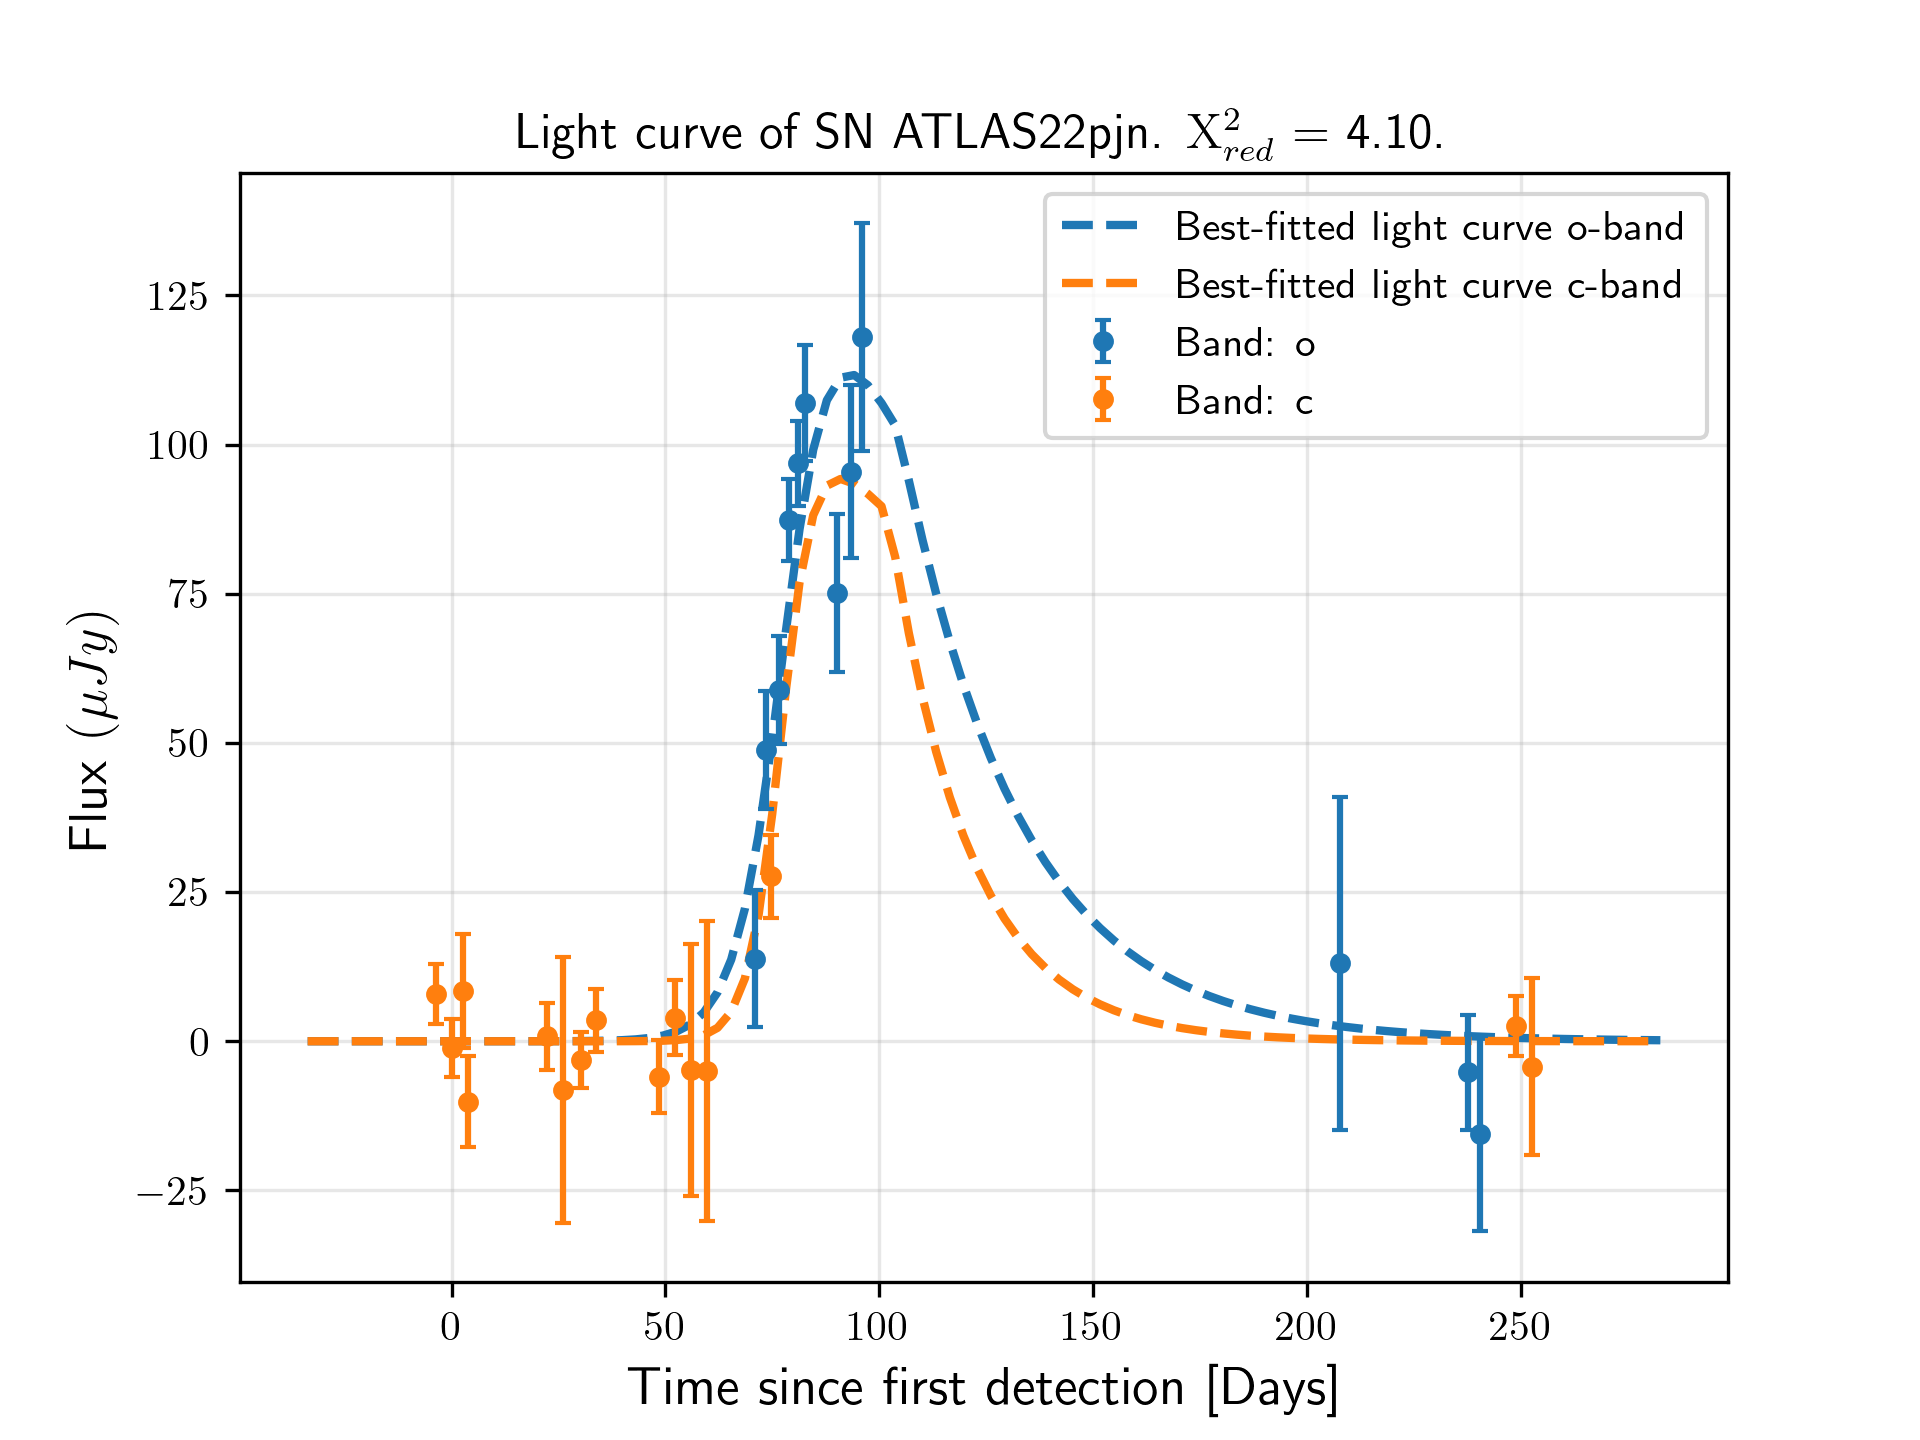 Light curve of SN ATLAS22pjn. X²_red = 4.10.
Best-fitted light curve o-band
Best-fitted light curve c-band
Band: o
Band: c
Flux (μJy)
125
100
75
50
25
0
−25
0 50 100 150 200 250
Time since first detection [Days]